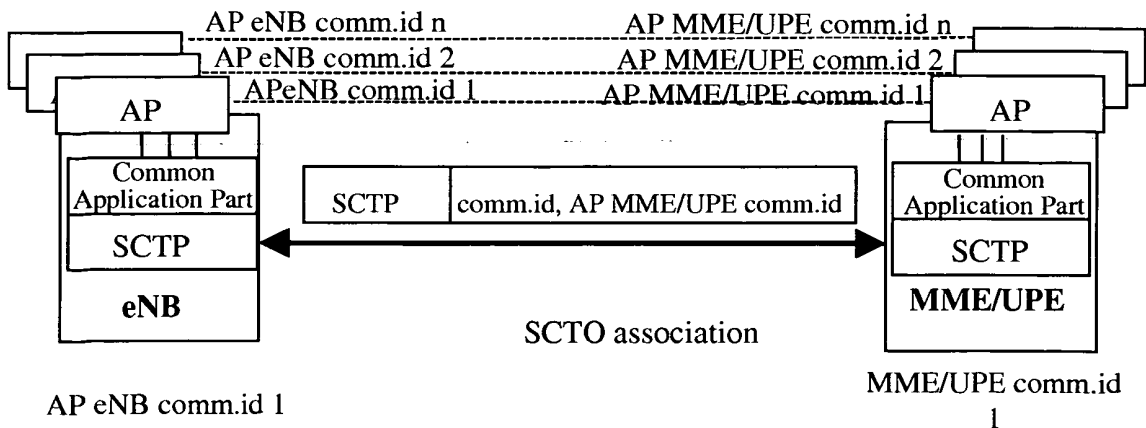 AP eNB comm.id n AP MME/UPE comm.id n
AP eNB comm.id 2 AP MME/UPE comm.id 2
APeNB comm.id 1 AP MME/UPE comm.id 1
AP
AP
Common
Application Part
SCTP
eNB
SCTP comm.id, AP MME/UPE comm.id
Common
Application Part
SCTP
MME/UPE
SCTO association
AP eNB comm.id 1
MME/UPE comm.id
1